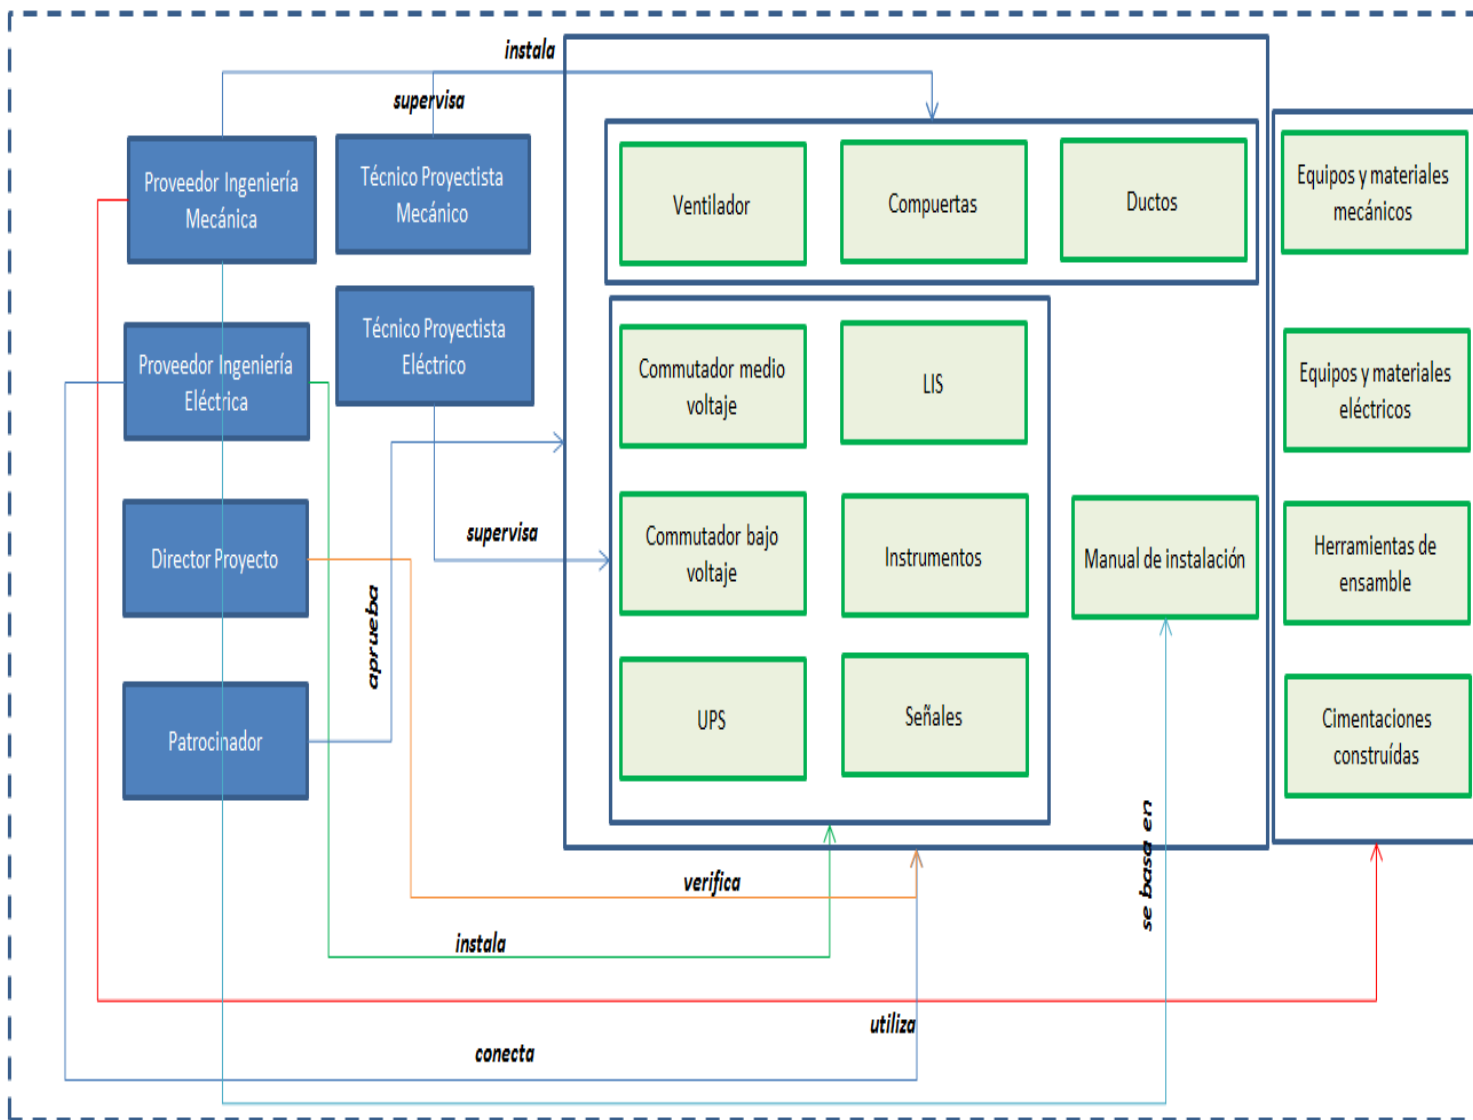 instala
supervisa
Proveedor Ingeniería
Mecánica
Técnico Proyectista
Mecánico
Ventilador
Compuertas
Ductos
Equipos y materiales
mecánicos
Proveedor Ingeniería
Eléctrica
Técnico Proyectista
Eléctrico
Commutador medio
voltaje
LIS
Equipos y materiales
eléctricos
Director Proyecto
supervisa
Commutador bajo
voltaje
Instrumentos
Manual de instalación
Herramientas de
ensamble
aprueba
Patrocinador
UPS
Señales
Cimentaciones
construídas
se basa en
verifica
instala
utiliza
conecta